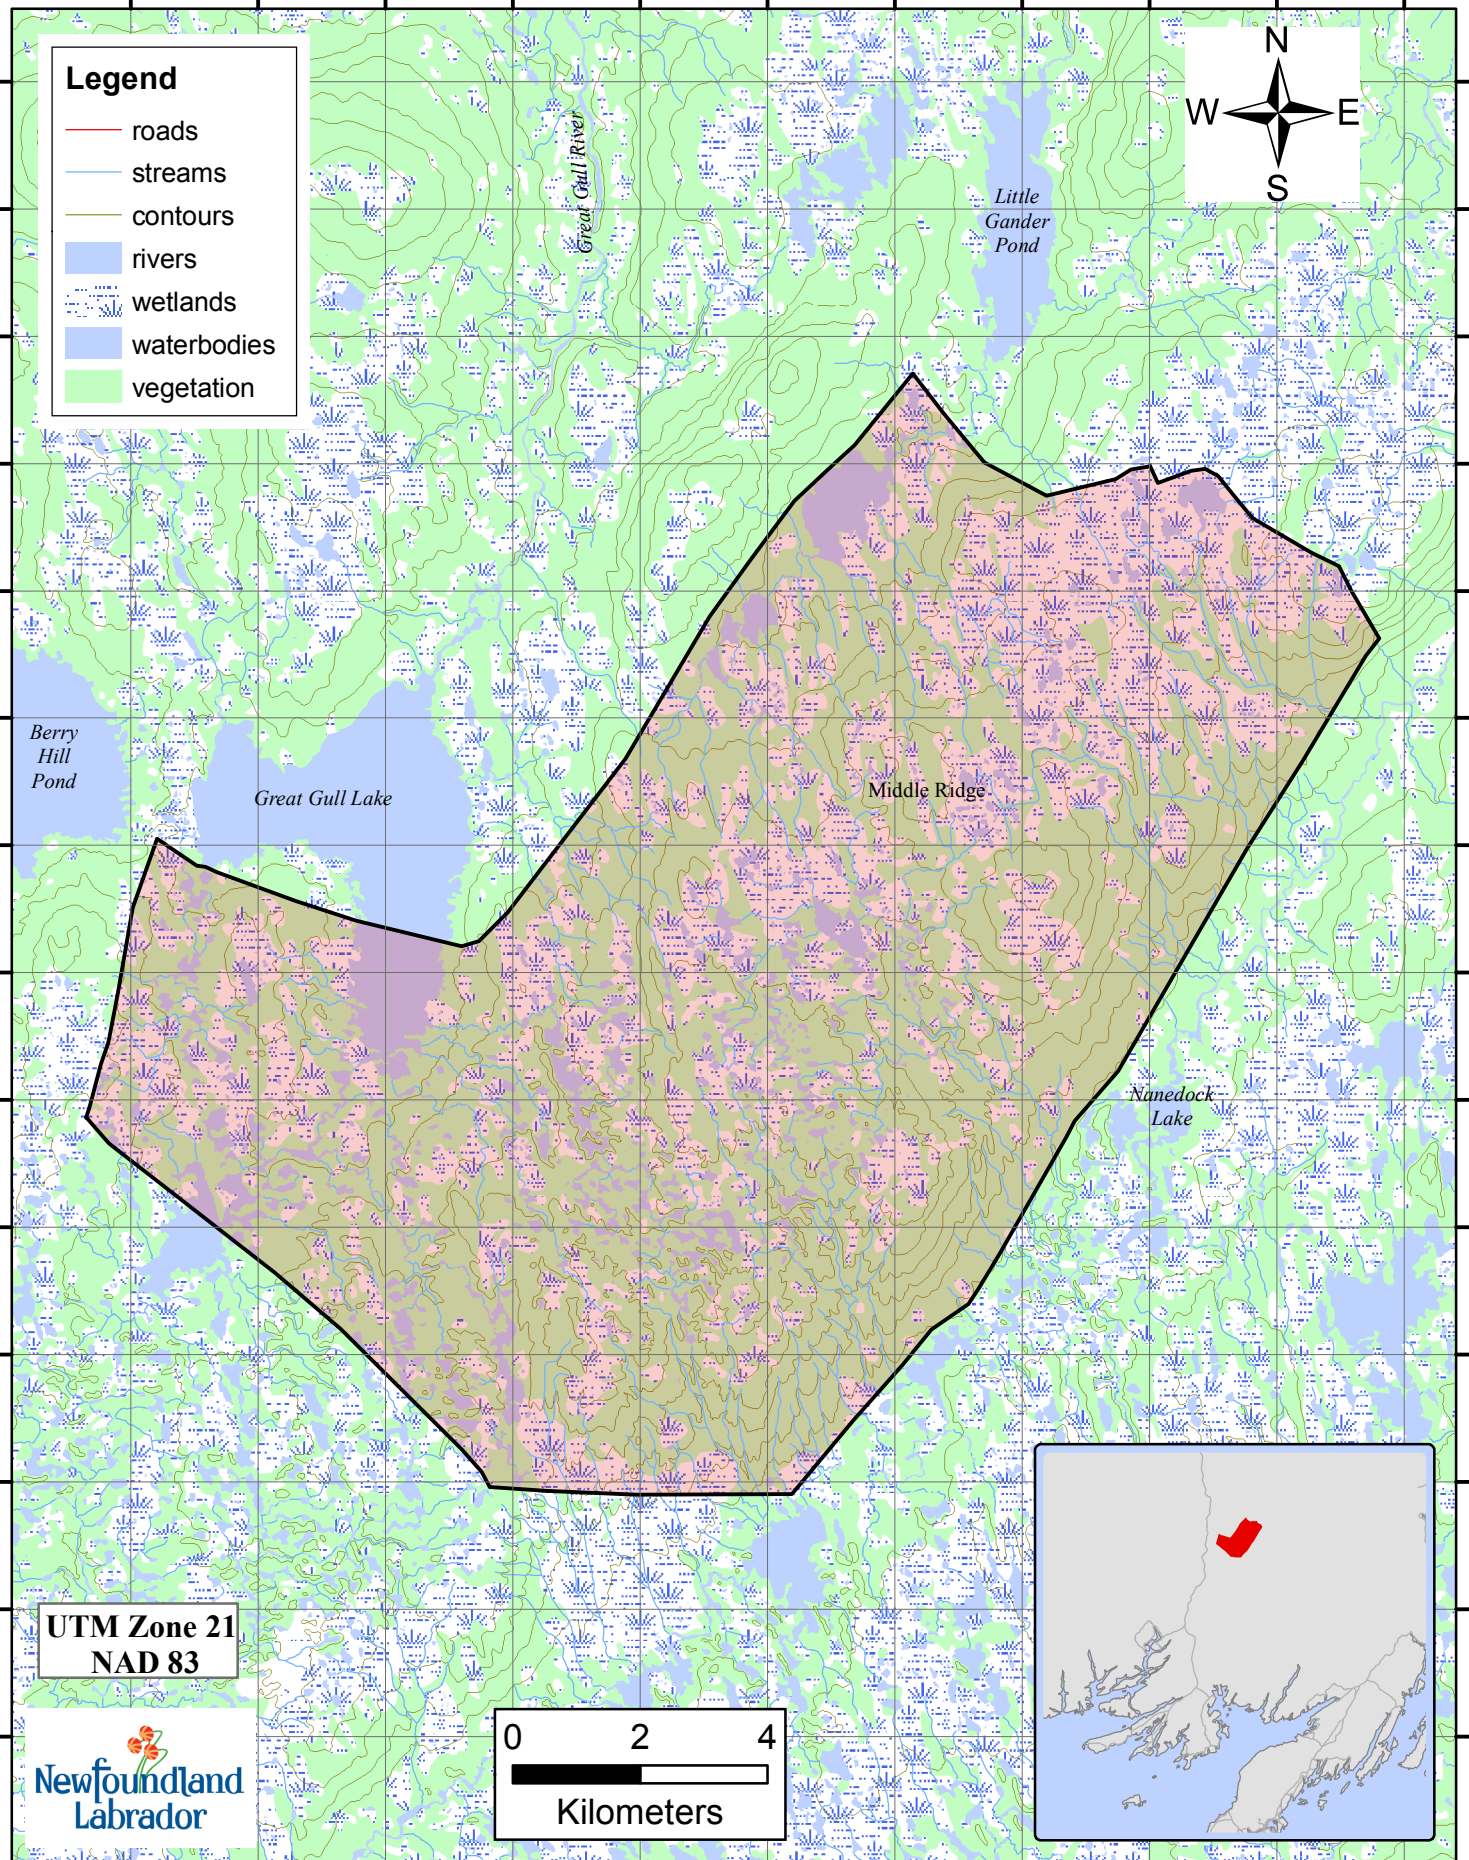 Legend
roads
streams
contours
rivers
wetlands
waterbodies
vegetation
Great Gull River
N
W E
S
Little
Gander
Pond
Berry
Hill
Pond
Great Gull Lake
Middle Ridge
Nanedock
Lake
UTM Zone 21
NAD 83
Newfoundland
Labrador
0 2 4
Kilometers